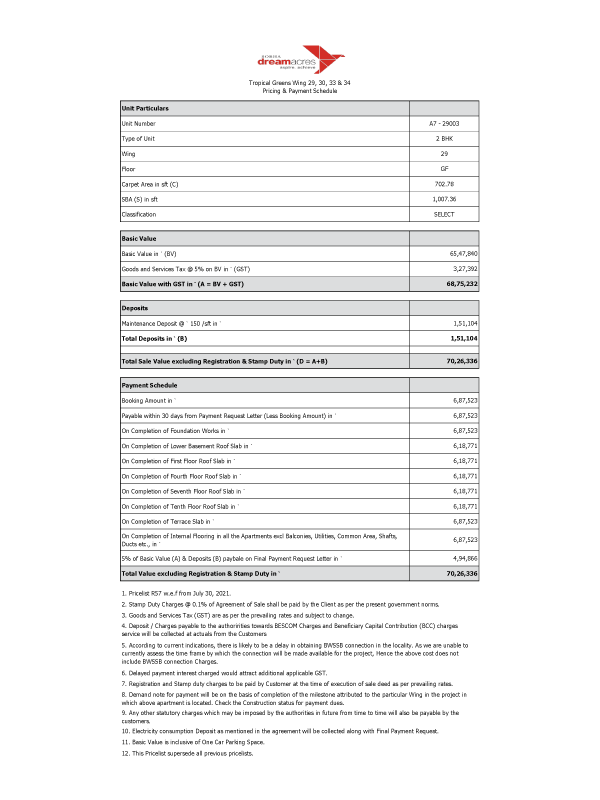 SOBHA
dreamacres
aspire. achieve.
Tropical Greens Wing 29, 30, 33 & 34
Pricing & Payment Schedule
Unit Particulars
Unit Number A7 - 29003
Type of Unit 2 BHK
Wing 29
Floor GF
Carpet Area in sft (C) 702.78
SBA (S) in sft 1,007.36
Classification SELECT
Basic Value
Basic Value in ` (BV) 65,47,840
Goods and Services Tax @ 5% on BV in ` (GST) 3,27,392
Basic Value with GST in ` (A = BV + GST) 68,75,232
Deposits
Maintenance Deposit @ ` 150 /sft in ` 1,51,104
Total Deposits in ` (B) 1,51,104
Total Sale Value excluding Registration & Stamp Duty in ` (D = A+B) 70,26,336
Payment Schedule
Booking Amount in ` 6,87,523
Payable within 30 days from Payment Request Letter (Less Booking Amount) in ` 6,87,523
On Completion of Foundation Works in ` 6,87,523
On Completion of Lower Basement Roof Slab in ` 6,18,771
On Completion of First Floor Roof Slab in ` 6,18,771
On Completion of Fourth Floor Roof Slab in ` 6,18,771
On Completion of Seventh Floor Roof Slab in ` 6,18,771
On Completion of Tenth Floor Roof Slab in ` 6,18,771
On Completion of Terrace Slab in ` 6,87,523
On Completion of Internal Flooring in all the Apartments excl Balconies, Utilities, Common Area, Shafts,
Ducts etc., in ` 6,87,523
5% of Basic Value (A) & Deposits (B) paybale on Final Payment Request Letter in ` 4,94,866
Total Value excluding Registration & Stamp Duty in ` 70,26,336
1. Pricelist R57 w.e.f from July 30, 2021.
2. Stamp Duty Charges @ 0.1% of Agreement of Sale shall be paid by the Client as per the present government norms.
3. Goods and Services Tax (GST) are as per the prevailing rates and subject to change.
4. Deposit / Charges payable to the authoririties towards BESCOM Charges and Beneficiary Capital Contribution (BCC) charges
service will be collected at actuals from the Customers
5. According to current indications, there is likely to be a delay in obtaining BWSSB connection in the locality. As we are unable to
currently assess the time frame by which the connection will be made available for the project, Hence the above cost does not
include BWSSB connection Charges.
6. Delayed payment interest charged would attract additional applicable GST.
7. Registration and Stamp duty charges to be paid by Customer at the time of execution of sale deed as per prevailing rates.
8. Demand note for payment will be on the basis of completion of the milestone attributed to the particular Wing in the project in
which above apartment is located. Check the Construction status for payment dues.
9. Any other statutory charges which may be imposed by the authorities in future from time to time will also be payable by the
customers.
10. Electricity consumption Deposit as mentioned in the agreement will be collected along with Final Payment Request.
11. Basic Value is inclusive of One Car Parking Space.
12. This Pricelist supersede all previous pricelists.